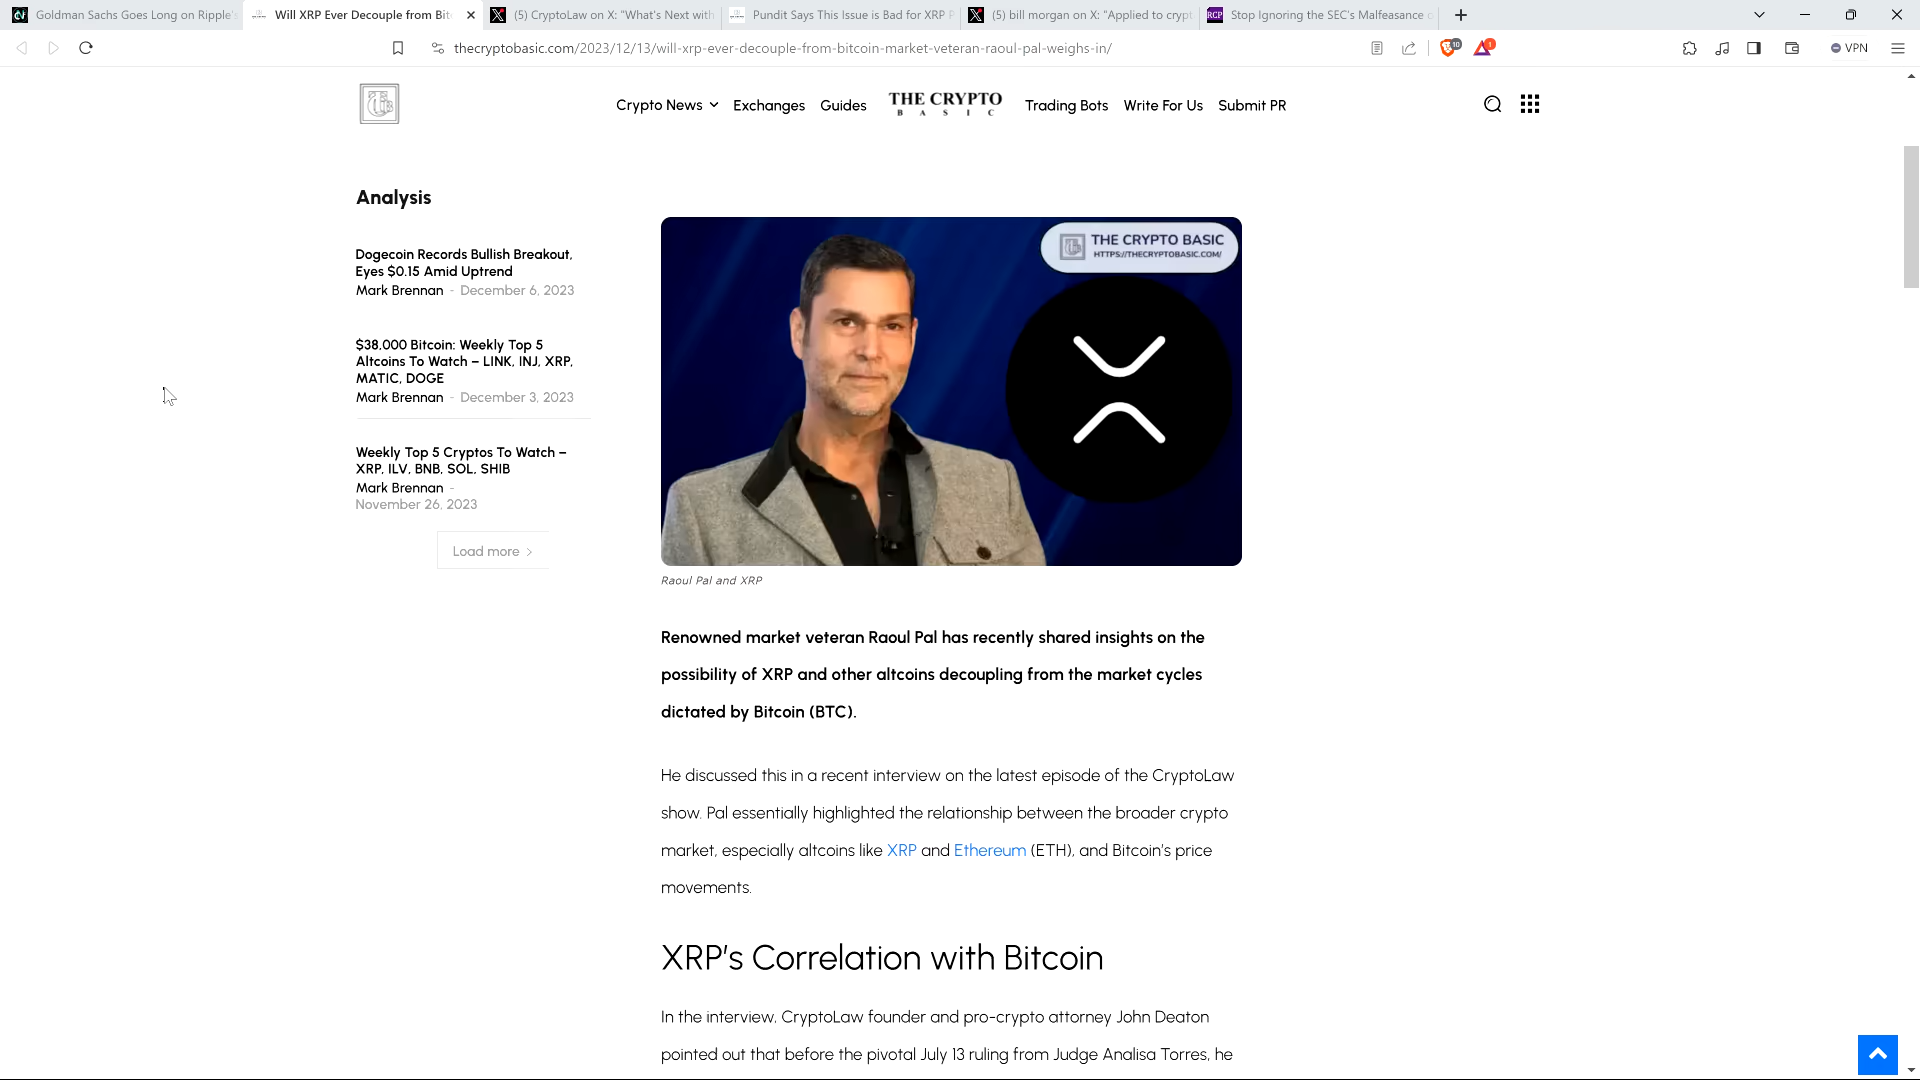 Goldman Sachs Goes Long on Ripple's
Will XRP Ever Decouple from Bit
(5) CryptoLaw on X: "What's Next with
Pundit Says This Issue is Bad for XRP P
(5) bill morgan on X: "Applied to crypt
RCP
Stop Ignoring the SEC's Malfeasance o
thecryptobasic.com/2023/12/13/will-xrp-ever-decouple-from-bitcoin-market-veteran-raoul-pal-weighs-in/
10
1
VPN
Crypto News
Exchanges
Guides
THE CRYPTO
BASIC
Trading Bots
Write For Us
Submit PR
Analysis
Dogecoin Records Bullish Breakout,
Eyes $0.15 Amid Uptrend
Mark Brennan - December 6, 2023
$38,000 Bitcoin: Weekly Top 5
Altcoins To Watch – LINK, INJ, XRP,
MATIC, DOGE
Mark Brennan - December 3, 2023
Weekly Top 5 Cryptos To Watch –
XRP, ILV, BNB, SOL, SHIB
Mark Brennan -
November 26, 2023
Load more
THE CRYPTO BASIC
HTTPS://THECRYPTOBASIC.COM/
Raoul Pal and XRP
Renowned market veteran Raoul Pal has recently shared insights on the
possibility of XRP and other altcoins decoupling from the market cycles
dictated by Bitcoin (BTC).
He discussed this in a recent interview on the latest episode of the CryptoLaw
show. Pal essentially highlighted the relationship between the broader crypto
market, especially altcoins like XRP and Ethereum (ETH), and Bitcoin's price
movements.
XRP's Correlation with Bitcoin
In the interview, CryptoLaw founder and pro-crypto attorney John Deaton
pointed out that before the pivotal July 13 ruling from Judge Analisa Torres, he